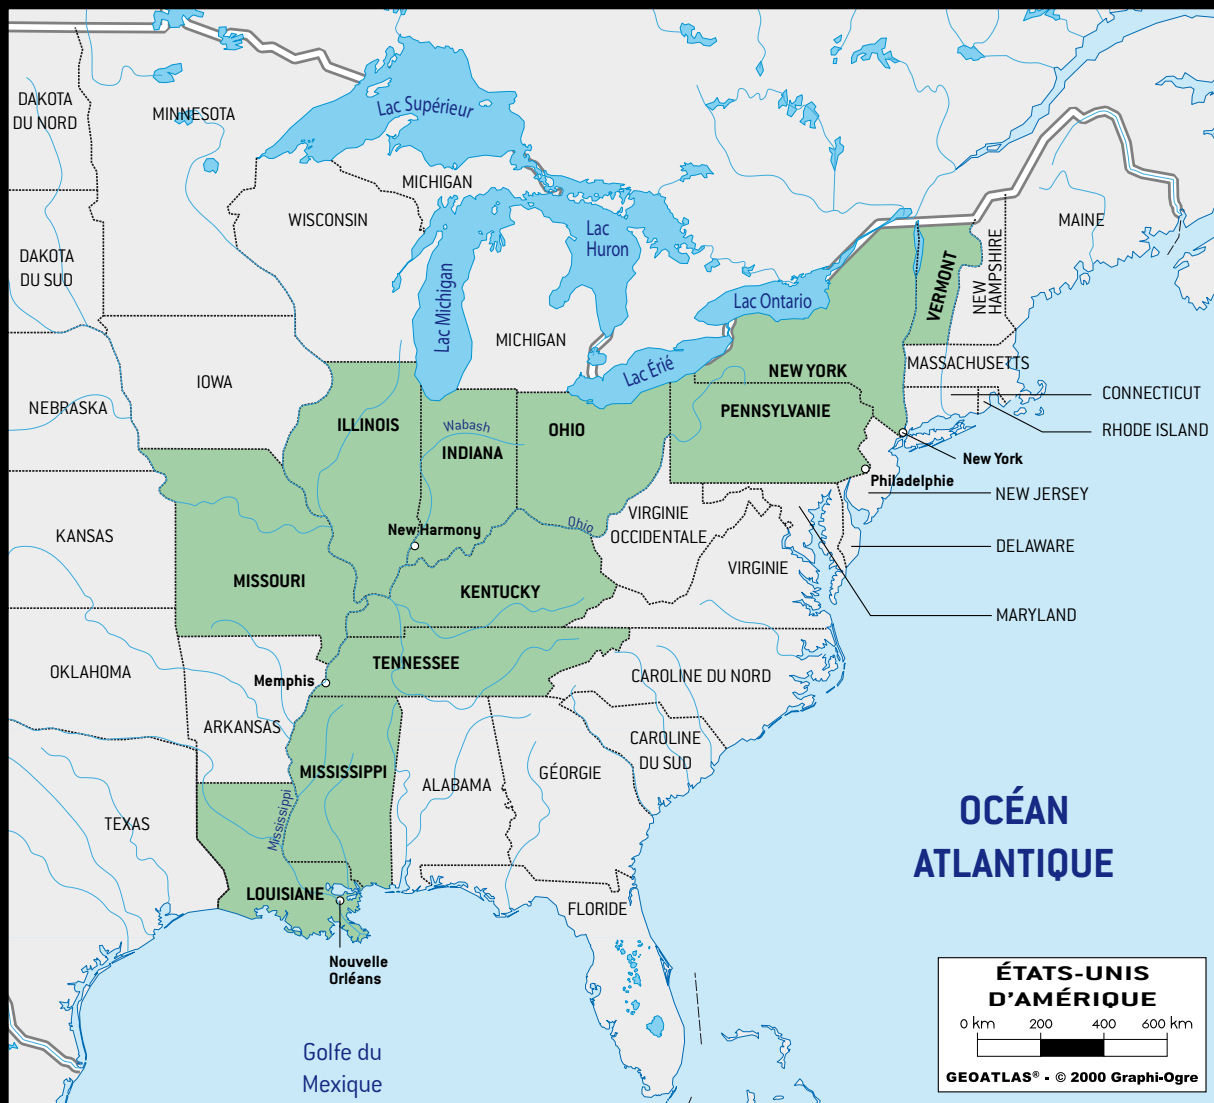 DAKOTA
DU NORD
MINNESOTA
Lac Supérieur
MICHIGAN
WISCONSIN
Lac
Huron
MAINE
DAKOTA
DU SUD
Lac Michigan
Lac Ontario
VERMONT
NEW
HAMPSHIRE
MICHIGAN
Lac Érié
NEW YORK
MASSACHUSETTS
IOWA
NEBRASKA
ILLINOIS
Wabash
INDIANA
OHIO
PENNSYLVANIE
CONNECTICUT
RHODE ISLAND
New York
Philadelphie
NEW JERSEY
KANSAS
New Harmony
Ohio
VIRGINIE
OCCIDENTALE
DELAWARE
MISSOURI
KENTUCKY
VIRGINIE
MARYLAND
OKLAHOMA
Memphis
TENNESSEE
CAROLINE DU NORD
ARKANSAS
CAROLINE
DU SUD
MISSISSIPPI
ALABAMA
GÉORGIE
TEXAS
Mississippi
OCÉAN
ATLANTIQUE
LOUISIANE
FLORIDE
Nouvelle
Orléans
Golfe du
Mexique
ÉTATS-UNIS
D'AMÉRIQUE
0 km 200 400 600 km
GEOATLAS® - © 2000 Graphi-Ogre